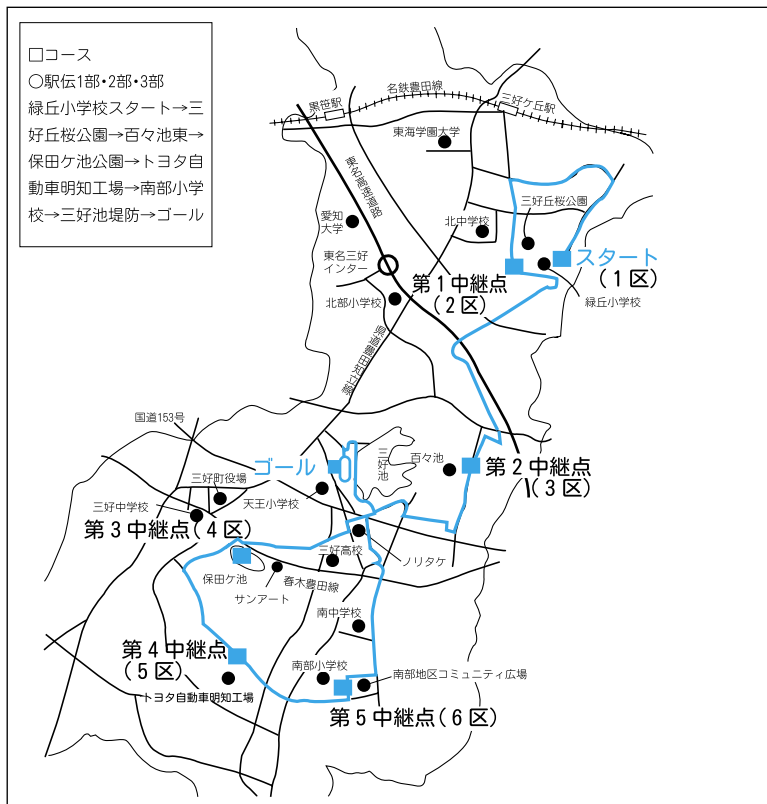 □コース
○駅伝1部・2部・3部
緑丘小学校スタート→三
好丘桜公園→百々池東→
保田ケ池公園→トヨタ自
動車明知工場→南部小学
校→三好池堤防→ゴール
黒笹駅
名鉄豊田線
三好ケ丘駅
東海学園大学
東名高速道路
三好丘桜公園
愛知
大学
北中学校
東名三好
インター
スタート
(1区)
第1中継点
(2区)
緑丘小学校
北部小学校
県道豊田知立線
国道153号
ゴール
三好池
百々池
第2中継点
(3区)
三好町役場
天王小学校
三好中学校
第3中継点(4区)
ノリタケ
三好高校
保田ケ池
サンアート
春木豊田線
南中学校
第4中継点
(5区)
南部小学校
南部地区コミュニティ広場
トヨタ自動車明知工場
第5中継点(6区)